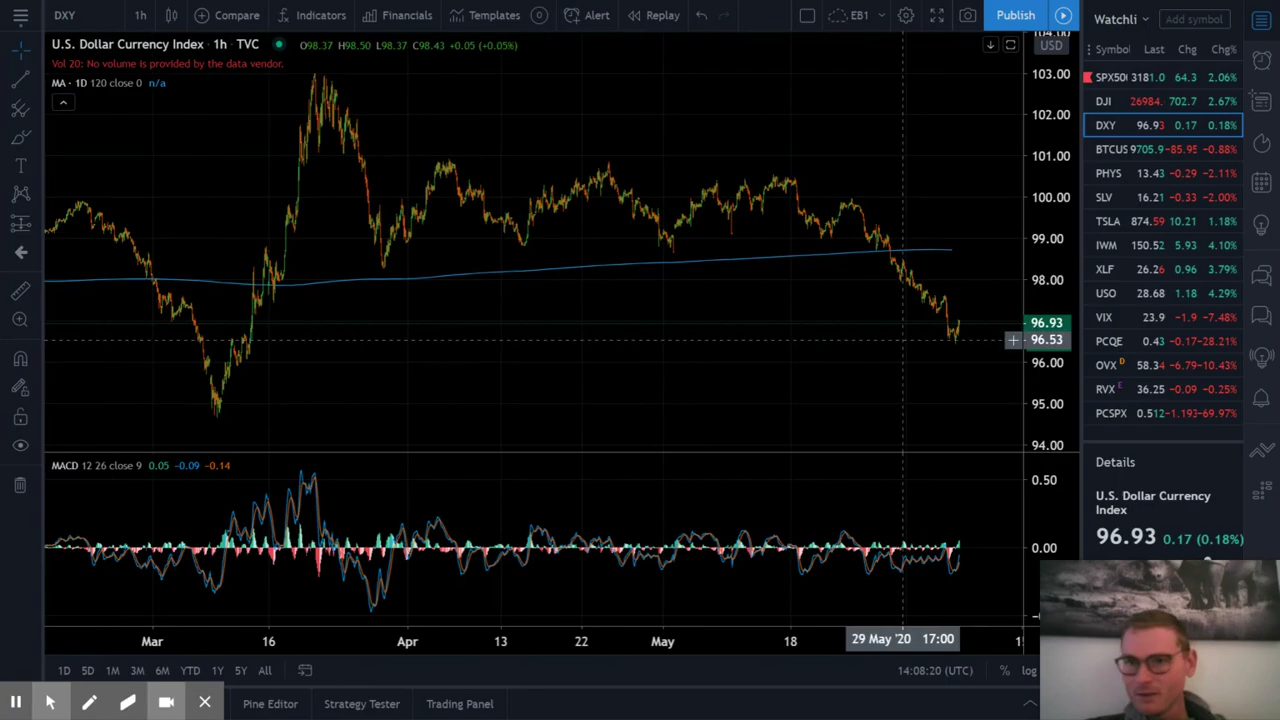 DXY 1h Compare Indicators Financials Templates Alert Replay EB1 Publish
U.S. Dollar Currency Index · 1h · TVC O98.37 H98.50 L98.37 C98.43 +0.05 (+0.05%)
Vol 20: No volume is provided by the data vendor.
MA · 1D 120 close 0 n/a
104.00
USD
103.00
102.00
101.00
100.00
99.00
98.00
96.93
96.53
96.00
95.00
94.00
MACD 12 26 close 9 0.05 -0.09 -0.14
0.50
0.00
Mar 16 Apr 13 22 May 18 29 May '20 17:00
1D 5D 1M 3M 6M YTD 1Y 5Y All 14:08:20 (UTC) % log
Pine Editor Strategy Tester Trading Panel
Watchli Add symbol
Symbol Last Chg Chg%
SPX500 3181.0 64.3 2.06%
DJI 26984. 702.7 2.67%
DXY 96.93 0.17 0.18%
BTCUS 9705.9 -85.95 -0.88%
PHYS 13.43 -0.29 -2.11%
SLV 16.21 -0.33 -2.00%
TSLA 874.59 10.21 1.18%
IWM 150.52 5.93 4.10%
XLF 26.26 0.96 3.79%
USO 28.68 1.18 4.29%
VIX 23.9 -1.9 -7.48%
PCQE 0.43 -0.17 -28.21%
OVX D 58.34 -6.79 -10.43%
RVX E 36.25 -0.09 -0.25%
PCSPX 0.512 -1.193 -69.97%
Details
U.S. Dollar Currency
Index
96.93 0.17 (0.18%)